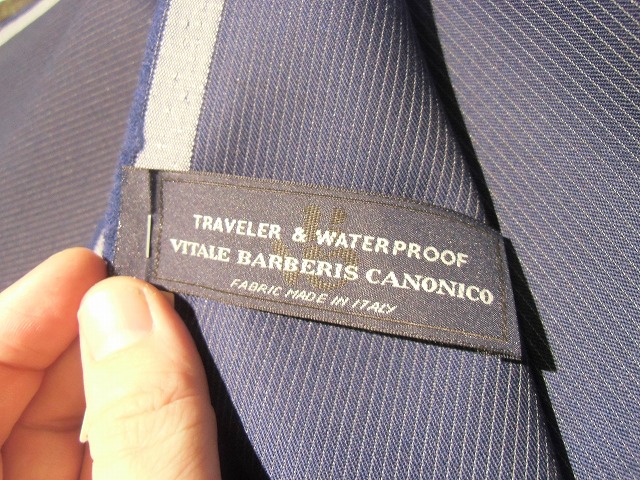 TRAVELER & WATERPROOF
VITALE BARBERIS CANONICO
FABRIC MADE IN ITALY